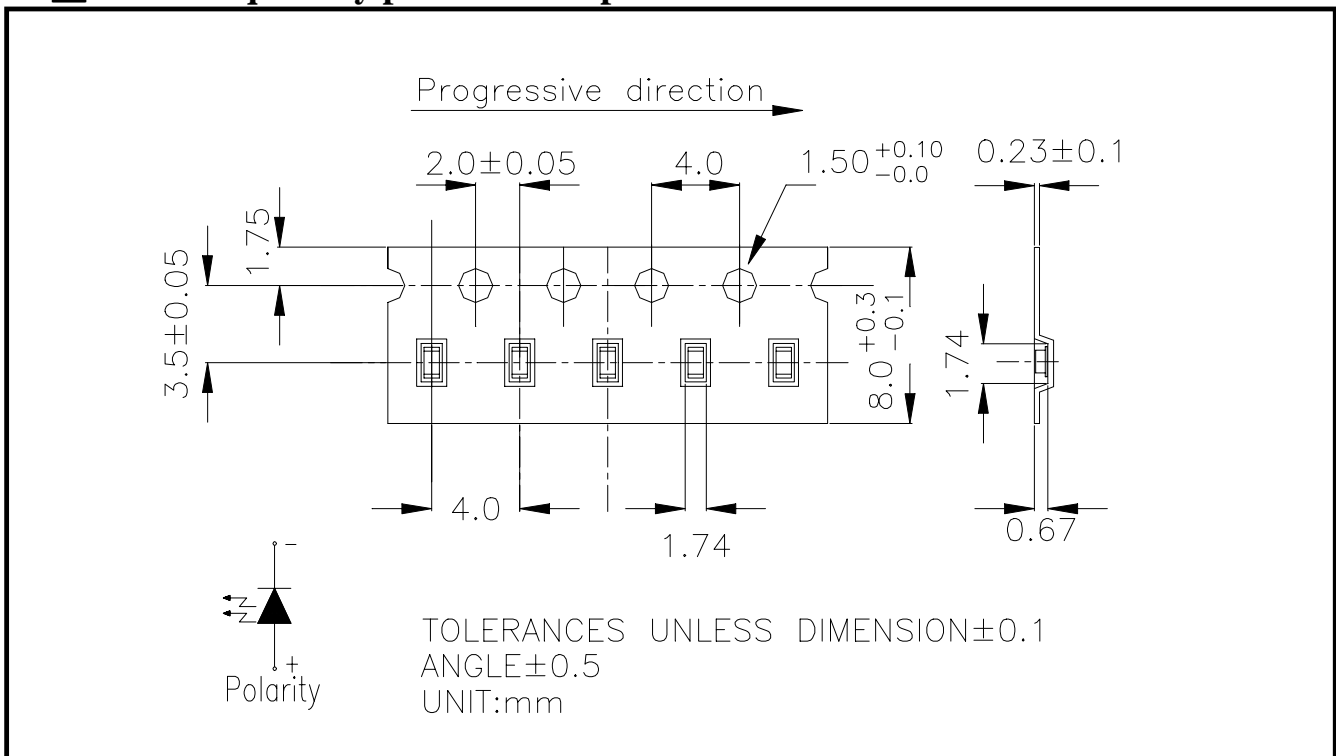 Progressive direction
2.0±0.05
4.0
1.50 +0.10 -0.0
0.23±0.1
1.75
3.5±0.05
8.0 +0.3 -0.1
1.74
4.0
1.74
0.67
-
+
Polarity
TOLERANCES UNLESS DIMENSION±0.1
ANGLE±0.5
UNIT:mm